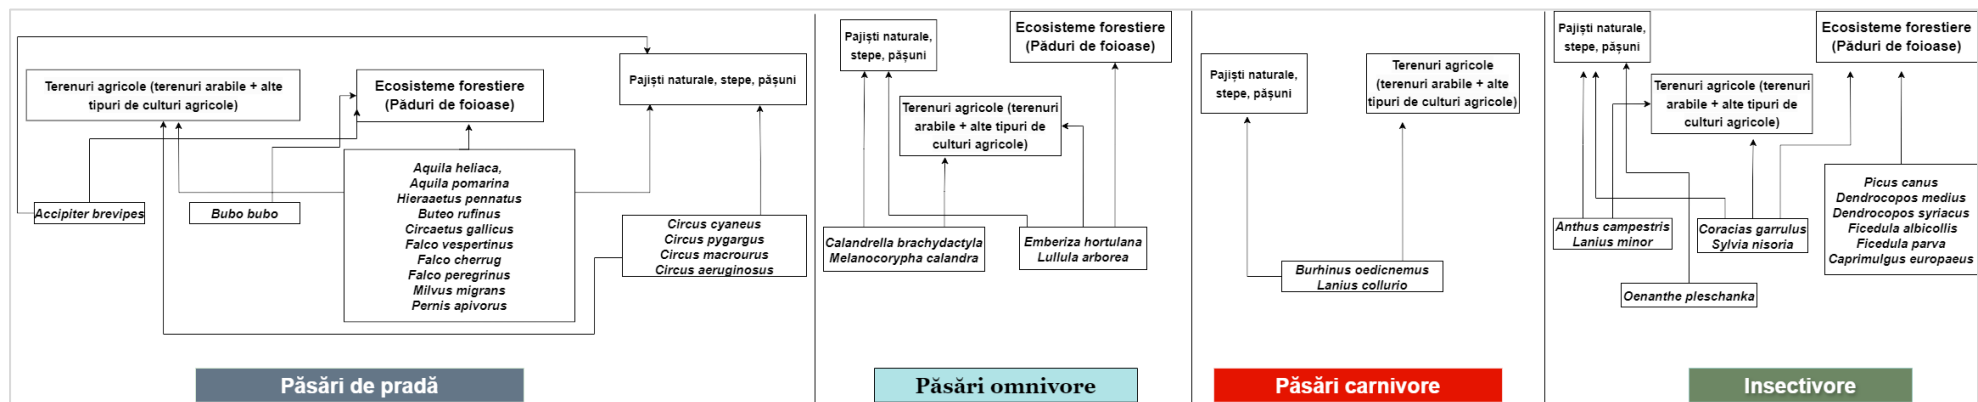 Terenuri agricole (terenuri arabile + alte
tipuri de culturi agricole)
Ecosisteme forestiere
(Păduri de foioase)
Pajiști naturale, stepe, pășuni
Aquila heliaca,
Aquila pomarina
Hieraaetus pennatus
Buteo rufinus
Circaetus gallicus
Falco vespertinus
Falco cherrug
Falco peregrinus
Milvus migrans
Pernis apivorus
Accipiter brevipes
Bubo bubo
Circus cyaneus
Circus pygargus
Circus macrourus
Circus aeruginosus
Păsări de pradă
Pajiști naturale,
stepe, pășuni
Ecosisteme forestiere
(Păduri de foioase)
Terenuri agricole (terenuri
arabile + alte tipuri de
culturi agricole)
Calandrella brachydactyla
Melanocorypha calandra
Emberiza hortulana
Lullula arborea
Păsări omnivore
Pajiști naturale,
stepe, pășuni
Terenuri agricole
(terenuri arabile + alte
tipuri de culturi agricole)
Burhinus oedicnemus
Lanius collurio
Păsări carnivore
Pajiști naturale,
stepe, pășuni
Ecosisteme forestiere
(Păduri de foioase)
Terenuri agricole (terenuri
arabile + alte tipuri de
culturi agricole)
Anthus campestris
Lanius minor
Coracias garrulus
Sylvia nisoria
Picus canus
Dendrocopos medius
Dendrocopos syriacus
Ficedula albicollis
Ficedula parva
Caprimulgus europaeus
Oenanthe pleschanka
Insectivore